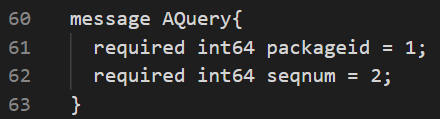 60 message AQuery{
61 required int64 packageid = 1;
62 required int64 seqnum = 2;
63 }